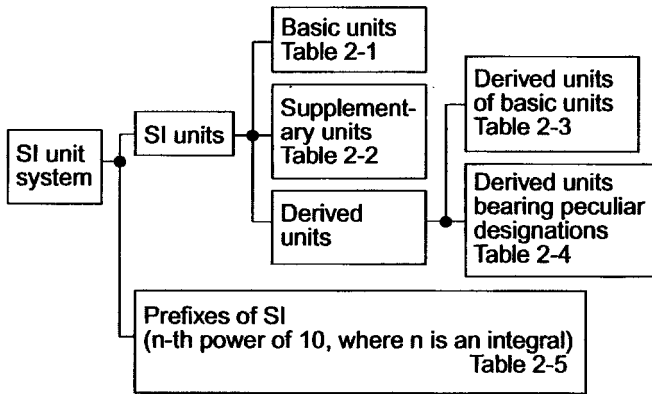 SI unit
system
SI units
Basic units
Table 2-1
Supplement-
ary units
Table 2-2
Derived
units
Derived units
of basic units
Table 2-3
Derived units
bearing peculiar
designations
Table 2-4
Prefixes of SI
(n-th power of 10, where n is an integral)
Table 2-5